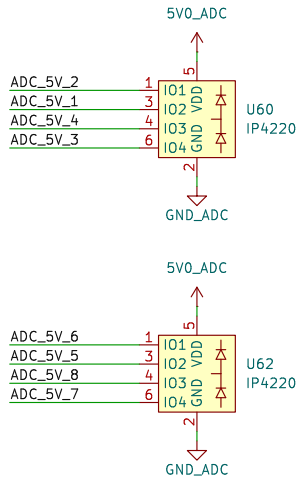 5V0_ADC
5
ADC_5V_2 1 IO1 VDD
ADC_5V_1 3 IO2 U60
ADC_5V_4 4 IO3 GND IP4220
ADC_5V_3 6 IO4
2
GND_ADC
5V0_ADC
5
ADC_5V_6 1 IO1 VDD
ADC_5V_5 3 IO2 U62
ADC_5V_8 4 IO3 GND IP4220
ADC_5V_7 6 IO4
2
GND_ADC